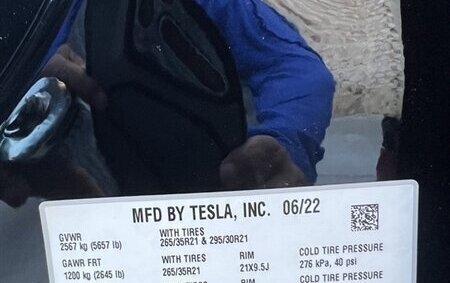 MFD BY TESLA, INC. 06/22
GVWR WITH TIRES
2567 kg (5657 lb) 265/35R21 & 295/30R21
GAWR FRT WITH TIRES RIM COLD TIRE PRESSURE
1200 kg (2645 lb) 265/35R21 21X9.5J 276 kPa, 40 psi
RIM COLD TIRE PRESSURE